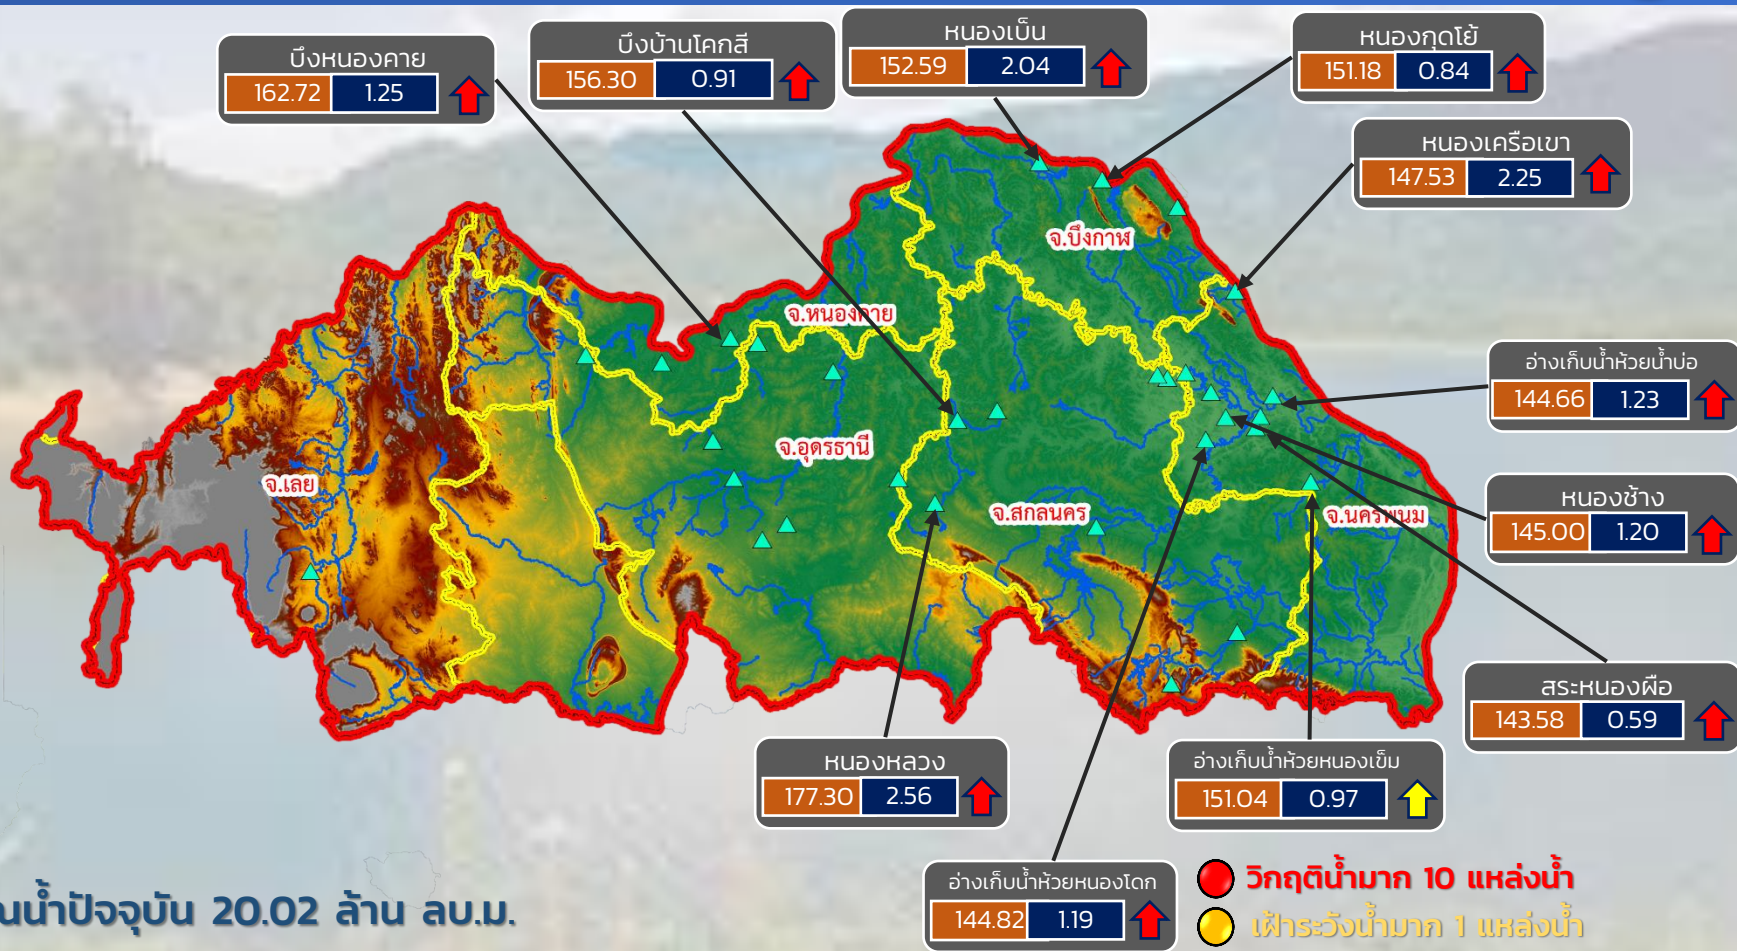 บึงหนองคาย
162.72 1.25
บึงบ้านโคกสี
156.30 0.91
หนองเบ็น
152.59 2.04
หนองกุดโย้
151.18 0.84
หนองเครือเขา
147.53 2.25
จ.บึงกาฬ
จ.หนองคาย
อ่างเก็บน้ำห้วยน้ำบ่อ
144.66 1.23
จ.อุดรธานี
จ.เลย
จ.สกลนคร
จ.นครพนม
หนองช้าง
145.00 1.20
สระหนองผือ
143.58 0.59
หนองหลวง
177.30 2.56
อ่างเก็บน้ำห้วยหนองเข็ม
151.04 0.97
อ่างเก็บน้ำห้วยหนองโดก
144.82 1.19
วิกฤติน้ำมาก 10 แหล่งน้ำ
เฝ้าระวังน้ำมาก 1 แหล่งน้ำ
ณน้ำปัจจุบัน 20.02 ล้าน ลบ.ม.